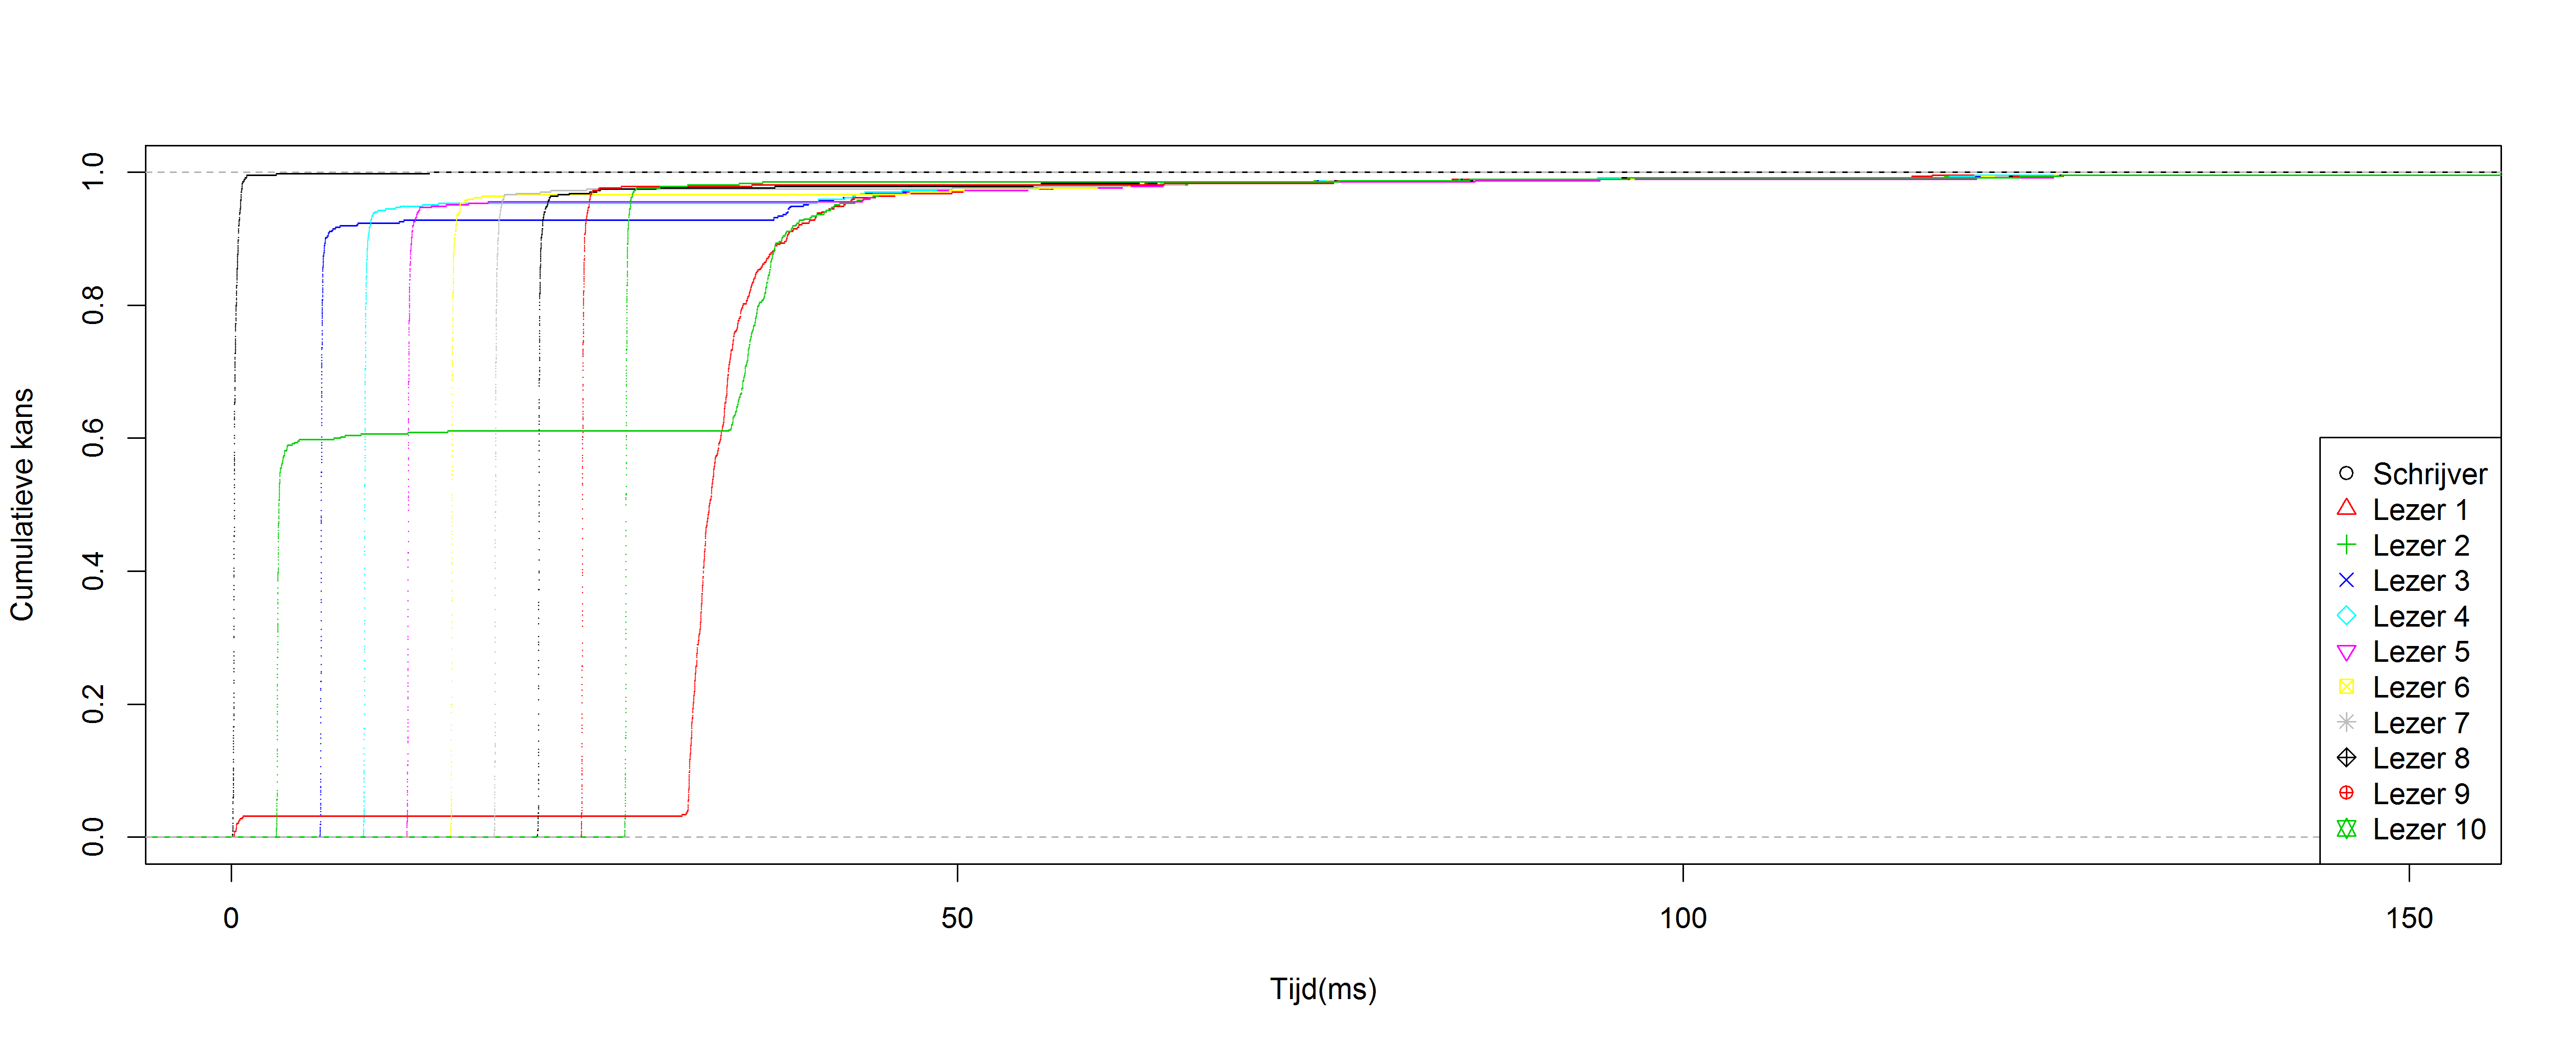 Cumulatieve kans
1.0
0.8
0.6
0.4
0.2
0.0
0 50 100 150
Tijd(ms)
Schrijver
Lezer 1
Lezer 2
Lezer 3
Lezer 4
Lezer 5
Lezer 6
Lezer 7
Lezer 8
Lezer 9
Lezer 10